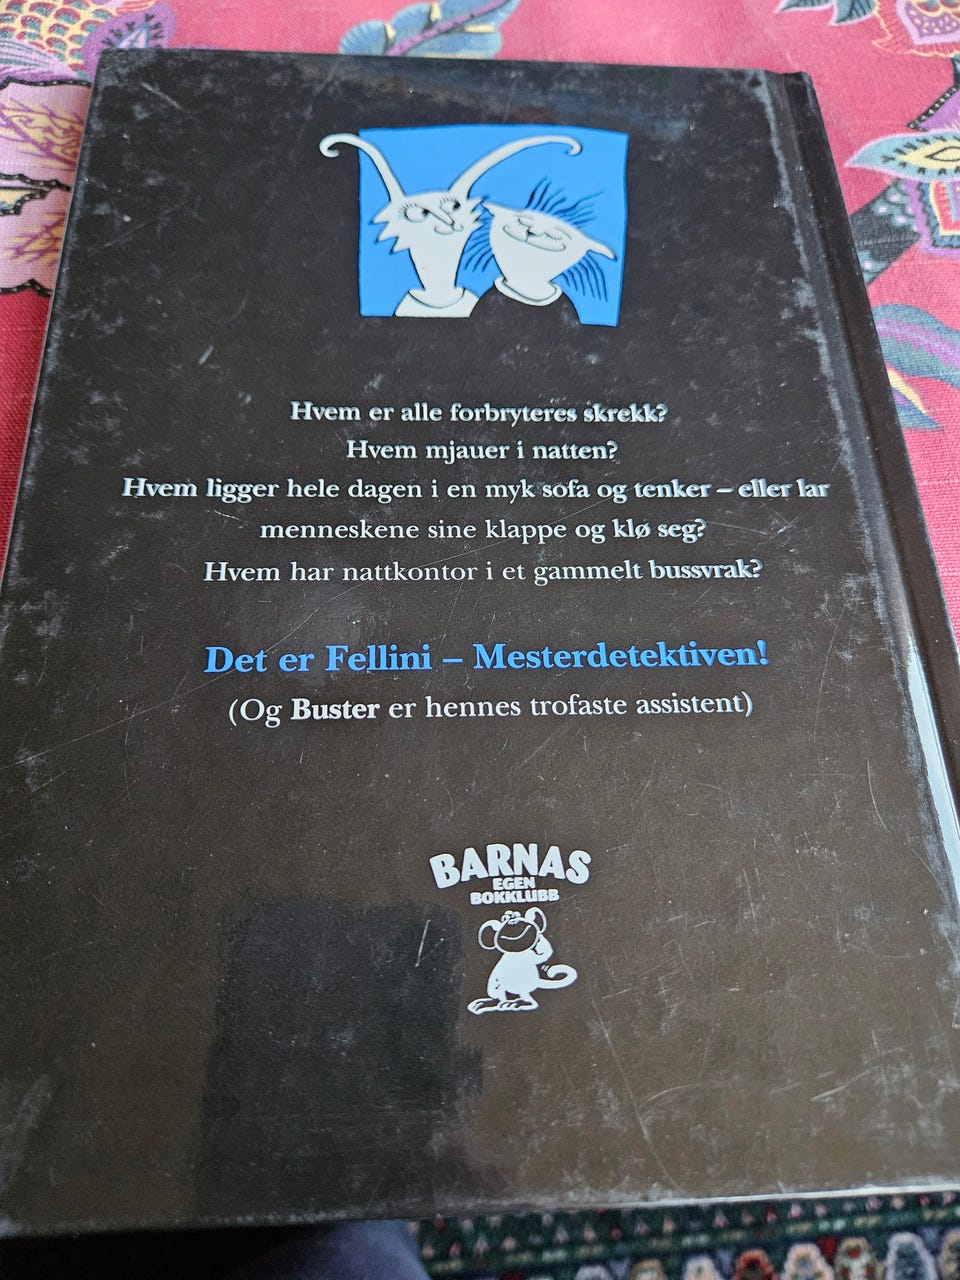 Hvem er alle forbryteres skrekk?
Hvem mjauer i natten?
Hvem ligger hele dagen i en myk sofa og tenker – eller lar
menneskene sine klappe og klø seg?
Hvem har nattkontor i et gammelt bussvrak?
Det er Fellini – Mesterdetektiven!
(Og Buster er hennes trofaste assistent)
BARNAS
EGEN
BOKKLUBB